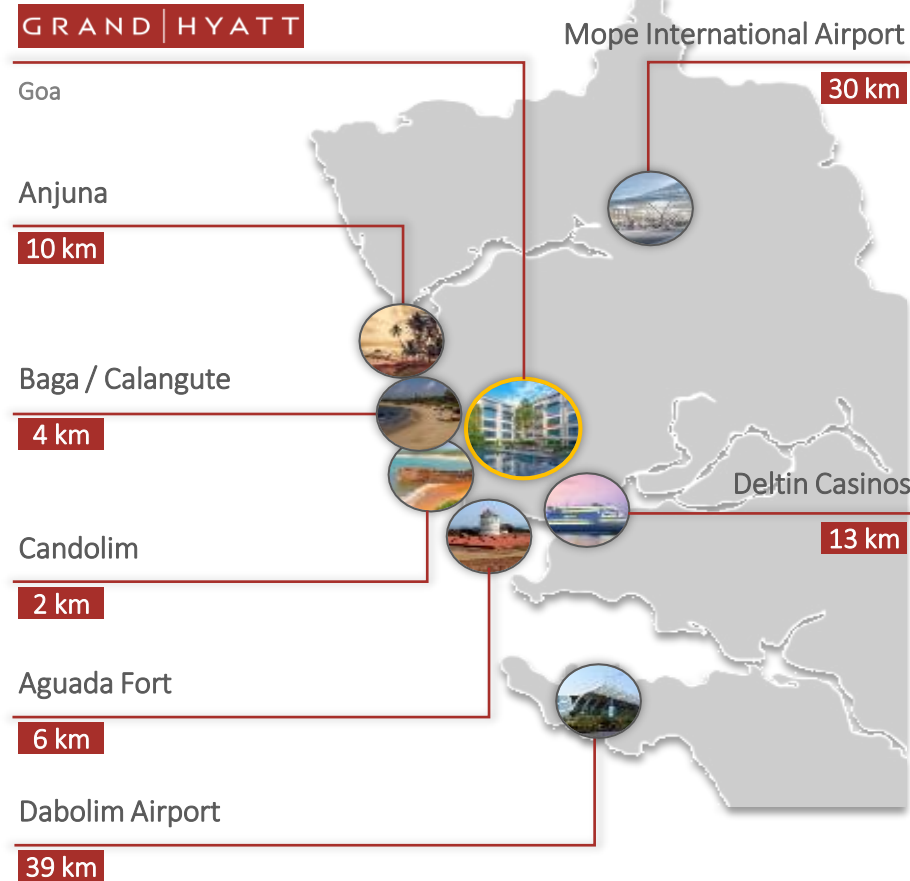 GRAND | HYATT
Goa
Mope International Airport
30 km
Anjuna
10 km
Baga / Calangute
4 km
Deltin Casinos
13 km
Candolim
2 km
Aguada Fort
6 km
Dabolim Airport
39 km